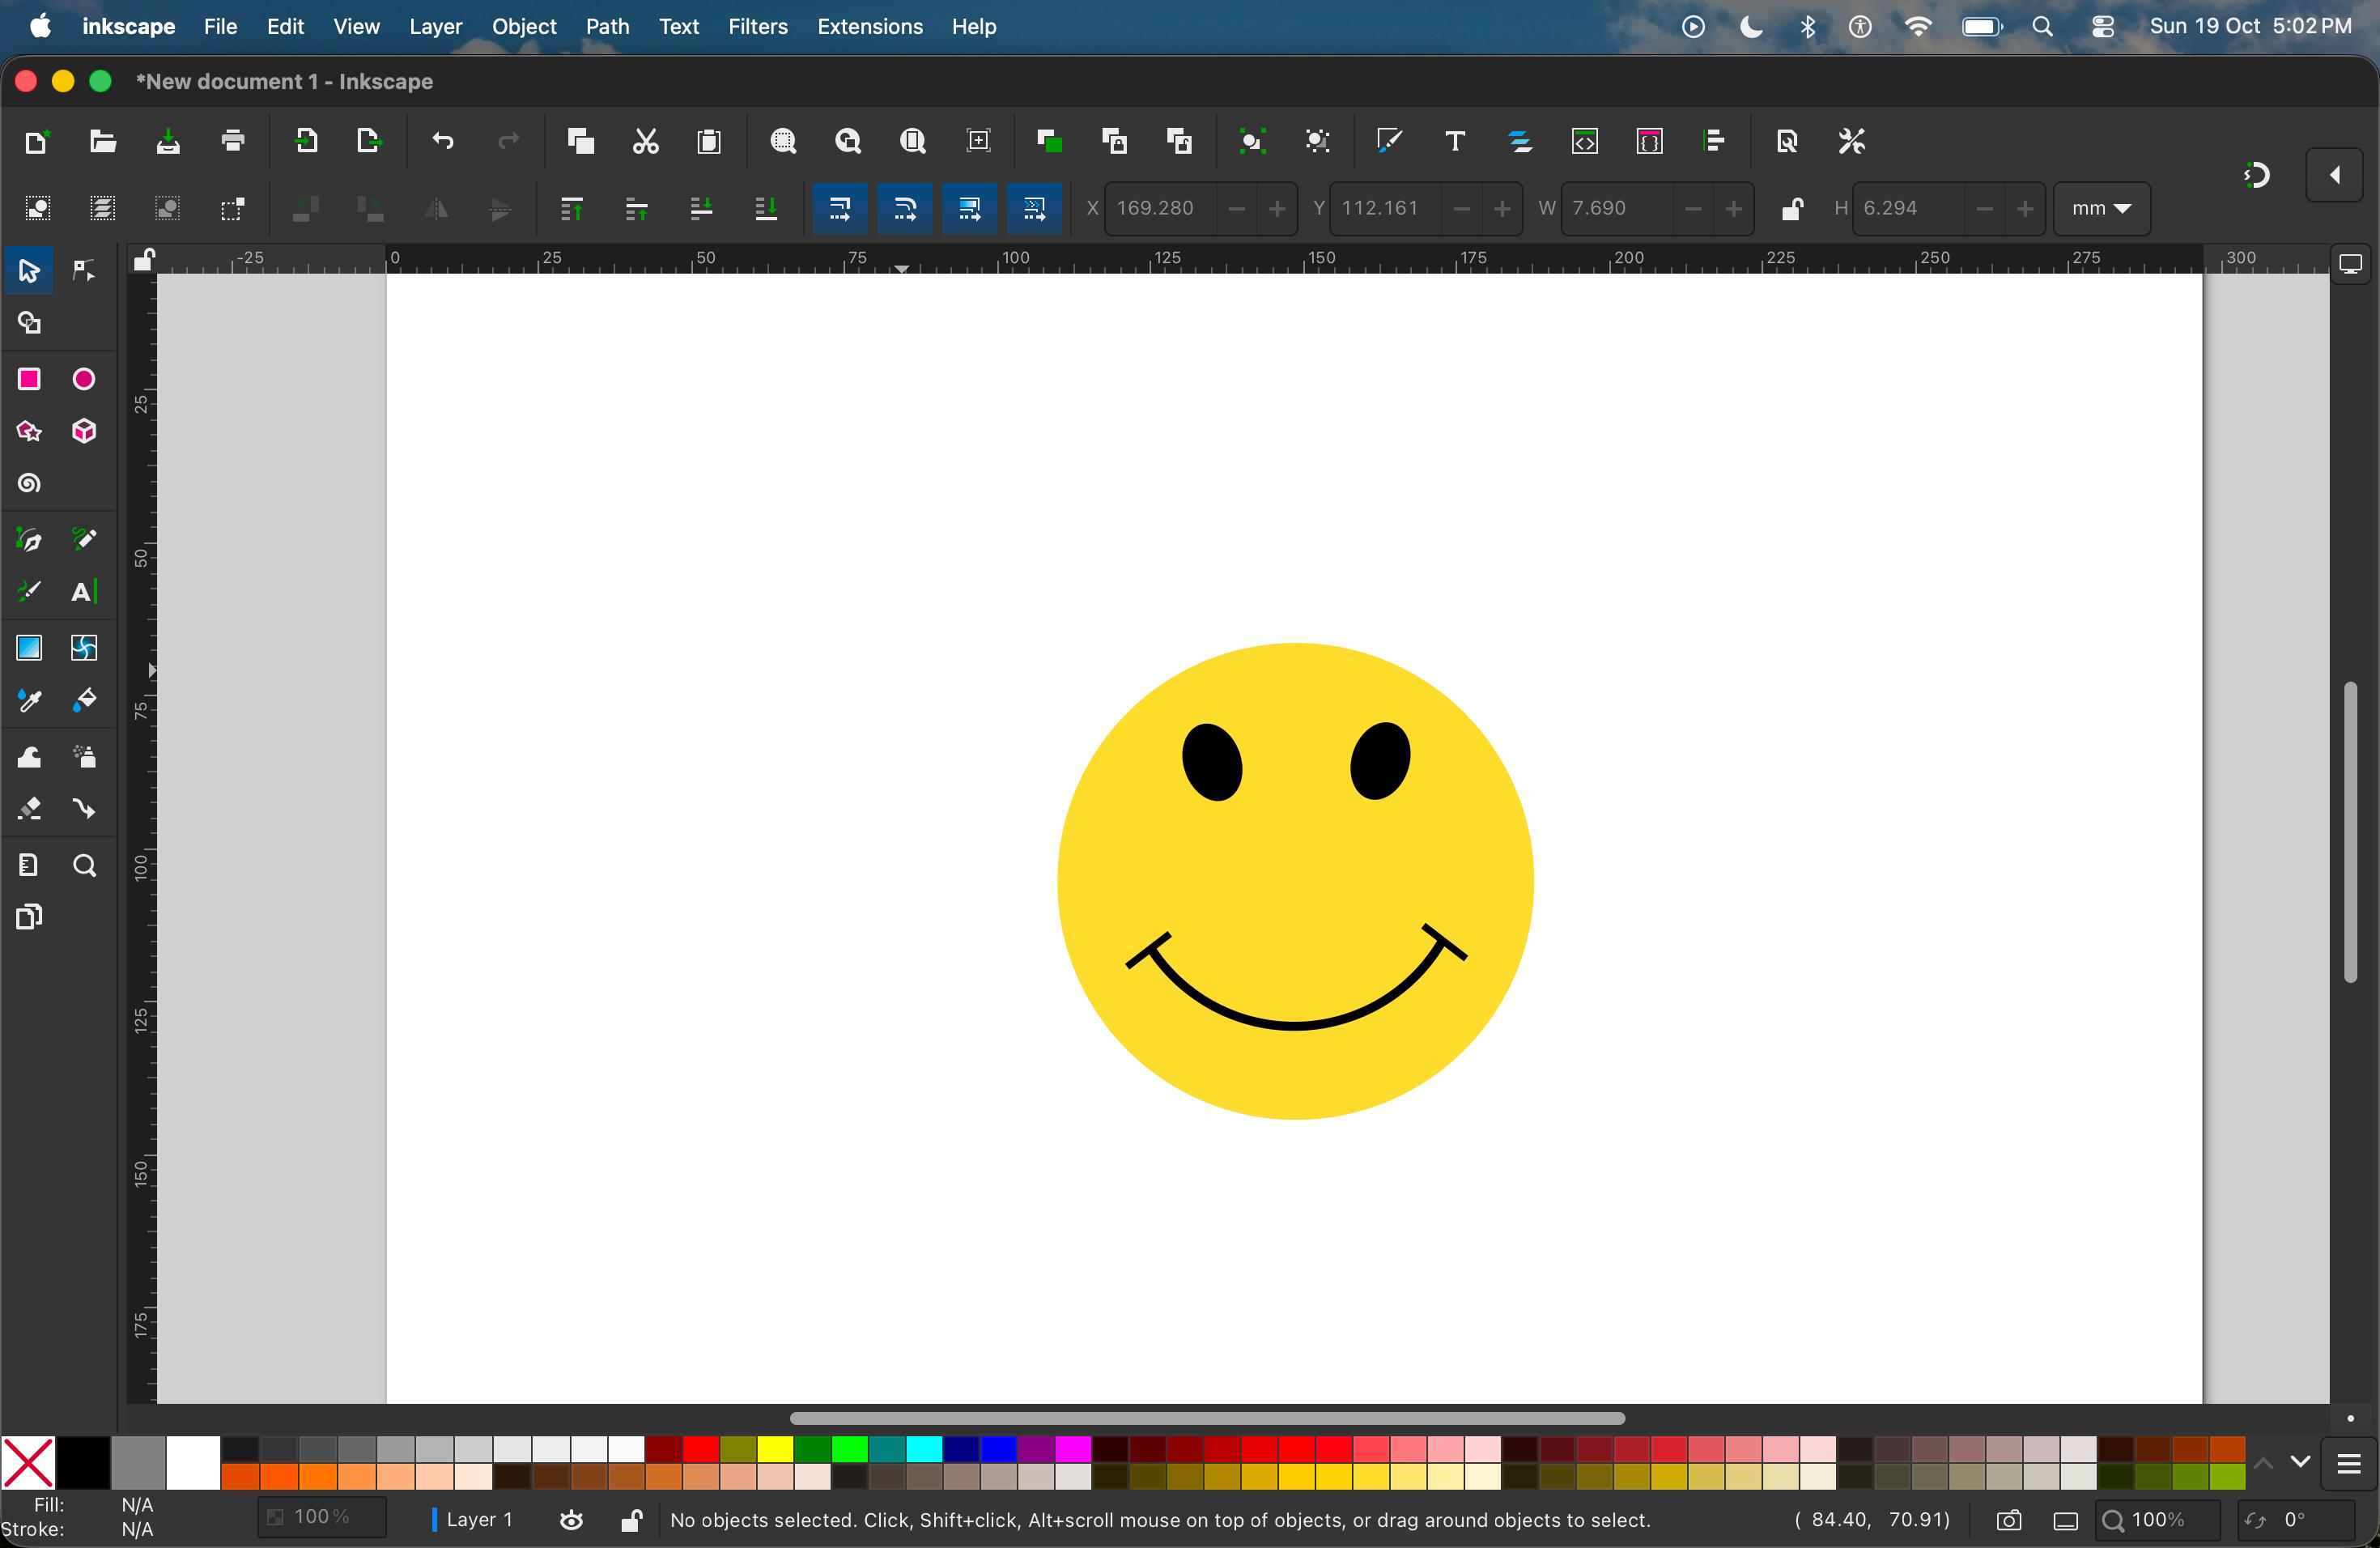 inkscape File Edit View Layer Object Path Text Filters Extensions Help Sun 19 Oct 5:02 PM
*New document 1 - Inkscape
X 169.280 Y 112.161 W 7.690 H 6.294 mm
-25 0 25 50 75 100 125 150 175 200 225 250 275 300
25
50
75
100
125
150
175
Fill: N/A
Stroke: N/A
100%
Layer 1
No objects selected. Click, Shift+click, Alt+scroll mouse on top of objects, or drag around objects to select.
( 84.40, 70.91)
100%
0°